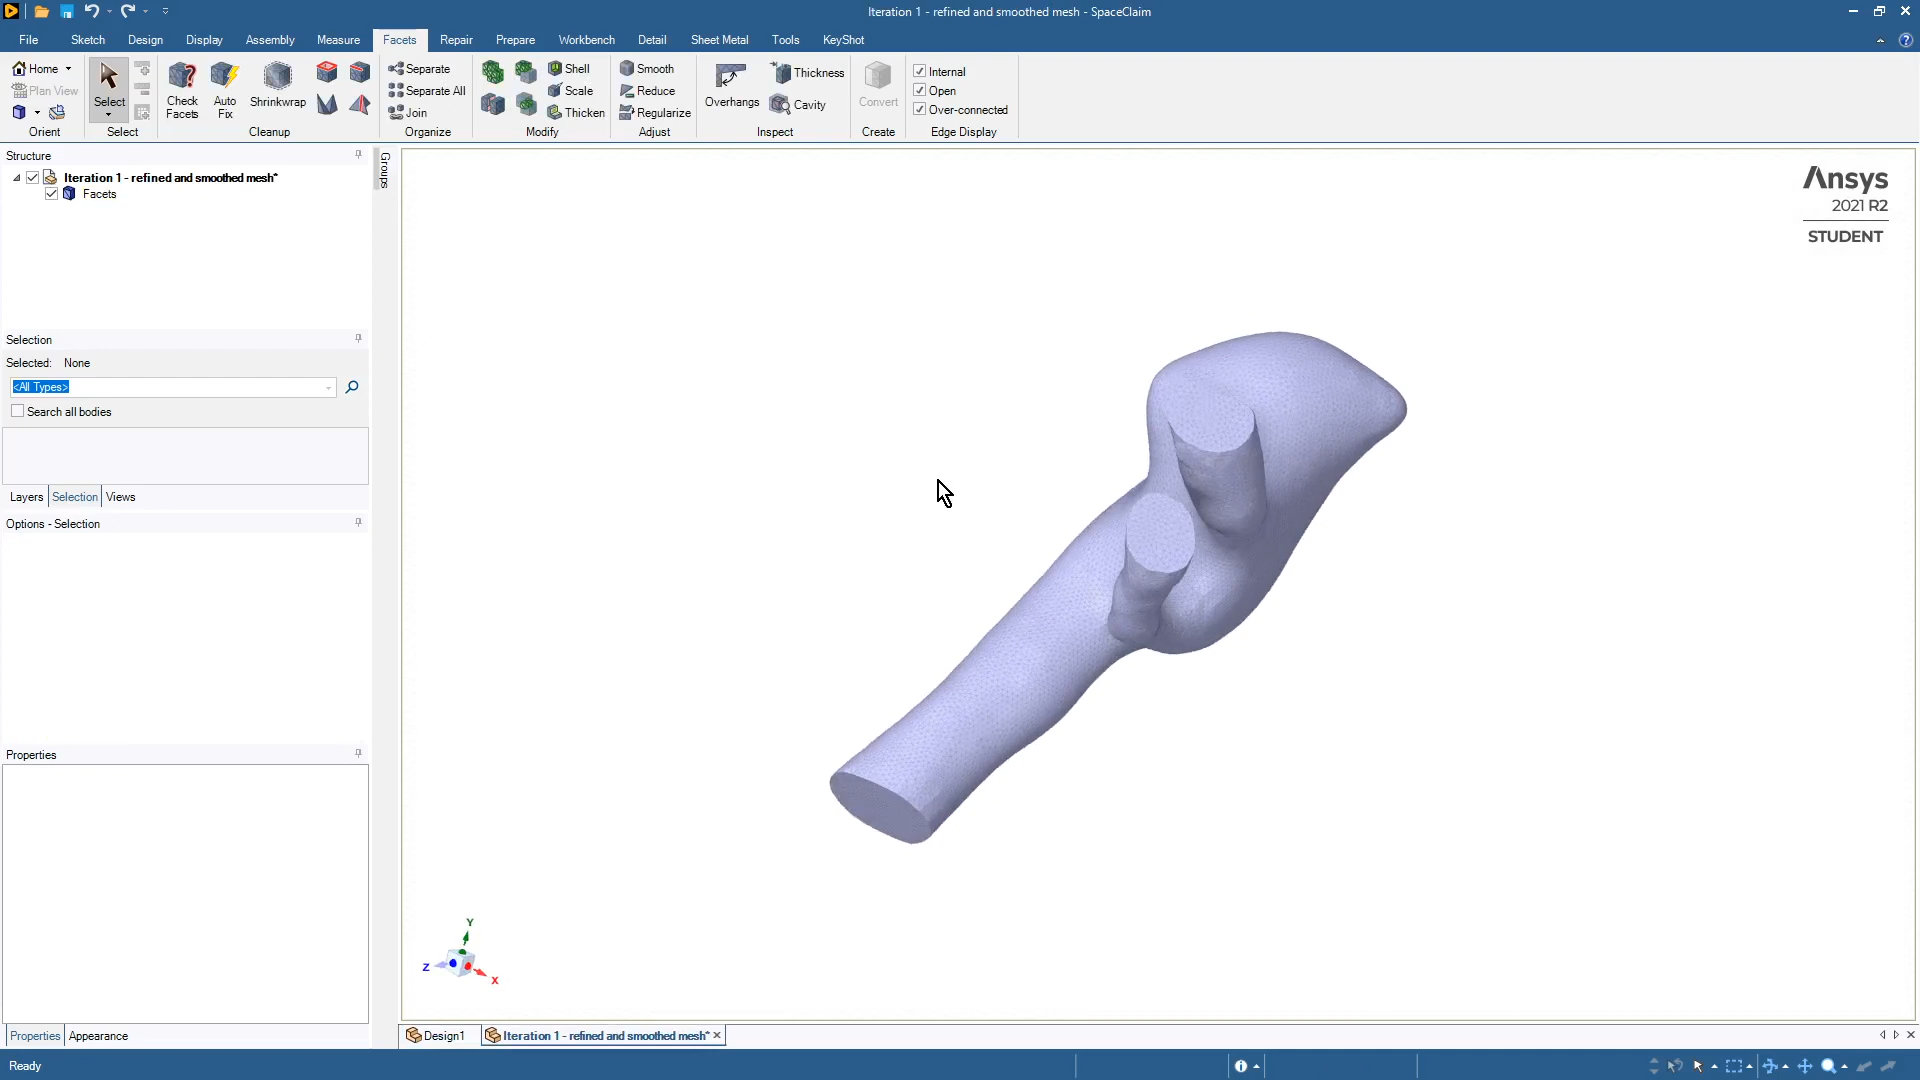 Iteration 1 - refined and smoothed mesh - SpaceClaim
File Sketch Design Display Assembly Measure Facets Repair Prepare Workbench Detail Sheet Metal Tools KeyShot
Home
Plan View
Orient
Select
Select
Check Facets
Auto Fix
Shrinkwrap
Cleanup
Separate
Separate All
Join
Organize
Shell
Scale
Thicken
Modify
Smooth
Reduce
Regularize
Adjust
Overhangs
Thickness
Cavity
Inspect
Convert
Create
Internal
Open
Over-connected
Edge Display
Structure
Iteration 1 - refined and smoothed mesh*
Facets
Groups
Selection
Selected: None
<All Types>
Search all bodies
Layers Selection Views
Options - Selection
Properties
Properties Appearance
Ansys
2021 R2
STUDENT
Y
Z
X
Design1
Iteration 1 - refined and smoothed mesh*
Ready